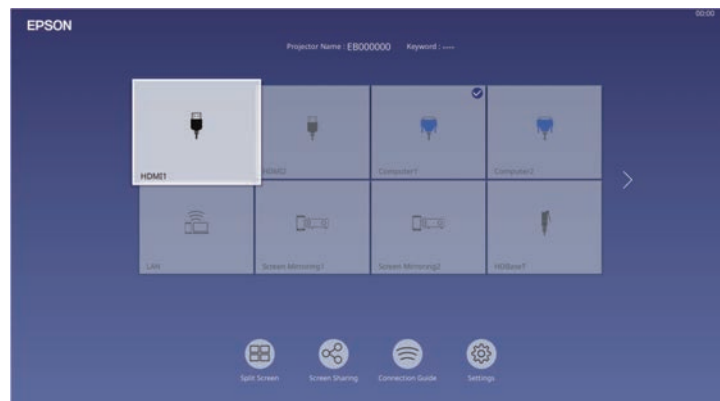 EPSON
00:00
Projector Name : EB000000 Keyword : ----
HDMI1
HDMI2
Computer1
Computer2
LAN
Screen Mirroring1
Screen Mirroring2
HDBaseT
Split Screen
Screen Sharing
Connection Guide
Settings